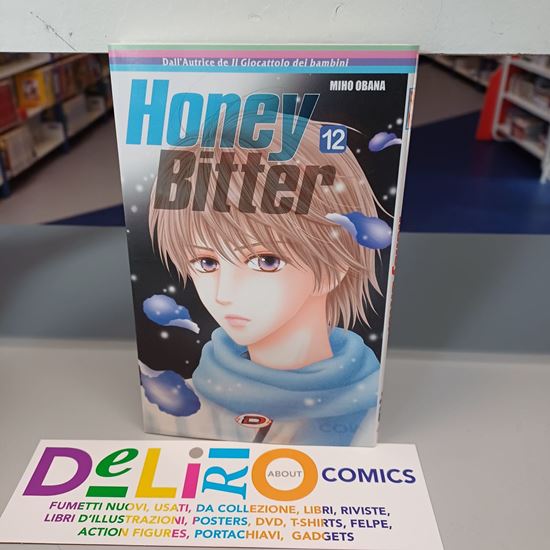 Dall'Autrice de Il Giocattolo dei bambini
MIHO OBANA
Honey
12
Bitter
D
DeLiRiO
ABOUT
COMICS
FUMETTI NUOVI, USATI, DA COLLEZIONE, LIBRI, RIVISTE,
LIBRI D'ILLUSTRAZIONI, POSTERS, DVD, T-SHIRTS, FELPE,
ACTION FIGURES, PORTACHIAVI, GADGETS